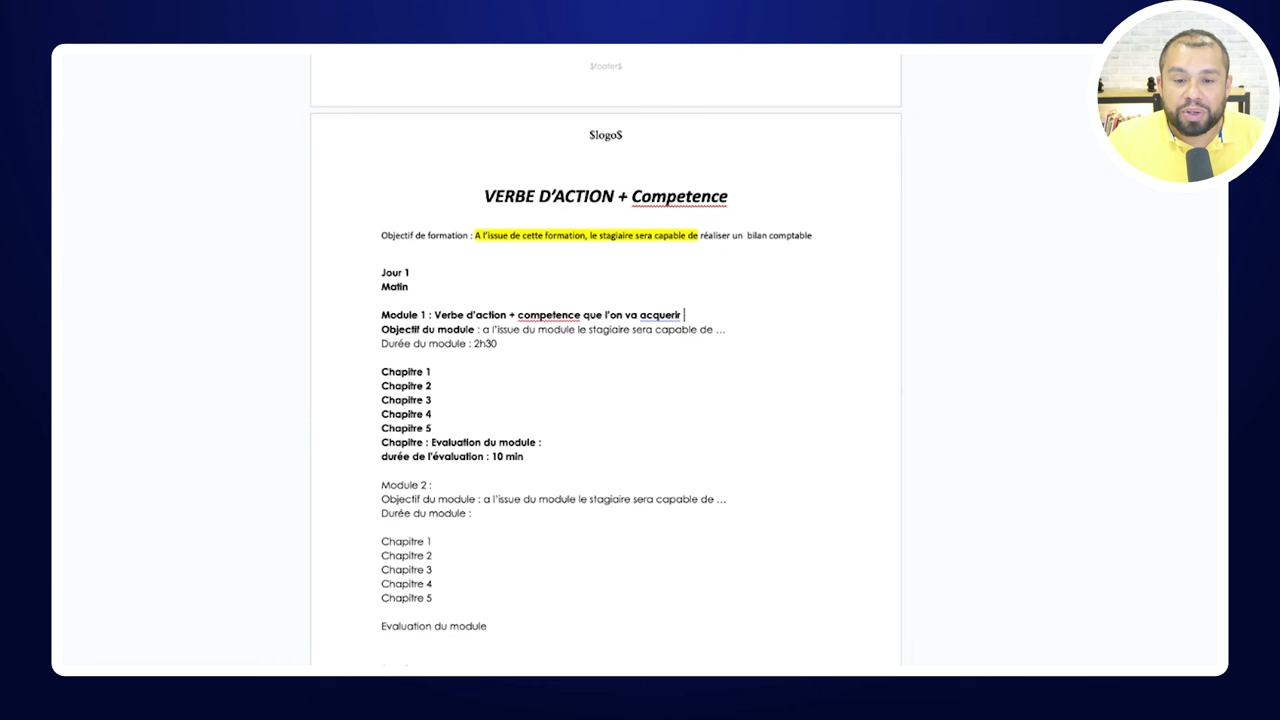 $footer$
$logo$
VERBE D’ACTION + Competence
Objectif de formation : A l’issue de cette formation, le stagiaire sera capable de réaliser un bilan comptable
Jour 1
Matin
Module 1 : Verbe d’action + competence que l’on va acquerir
Objectif du module : a l’issue du module le stagiaire sera capable de …
Durée du module : 2h30
Chapitre 1
Chapitre 2
Chapitre 3
Chapitre 4
Chapitre 5
Chapitre : Evaluation du module :
durée de l’évaluation : 10 min
Module 2 :
Objectif du module : a l’issue du module le stagiaire sera capable de …
Durée du module :
Chapitre 1
Chapitre 2
Chapitre 3
Chapitre 4
Chapitre 5
Evaluation du module